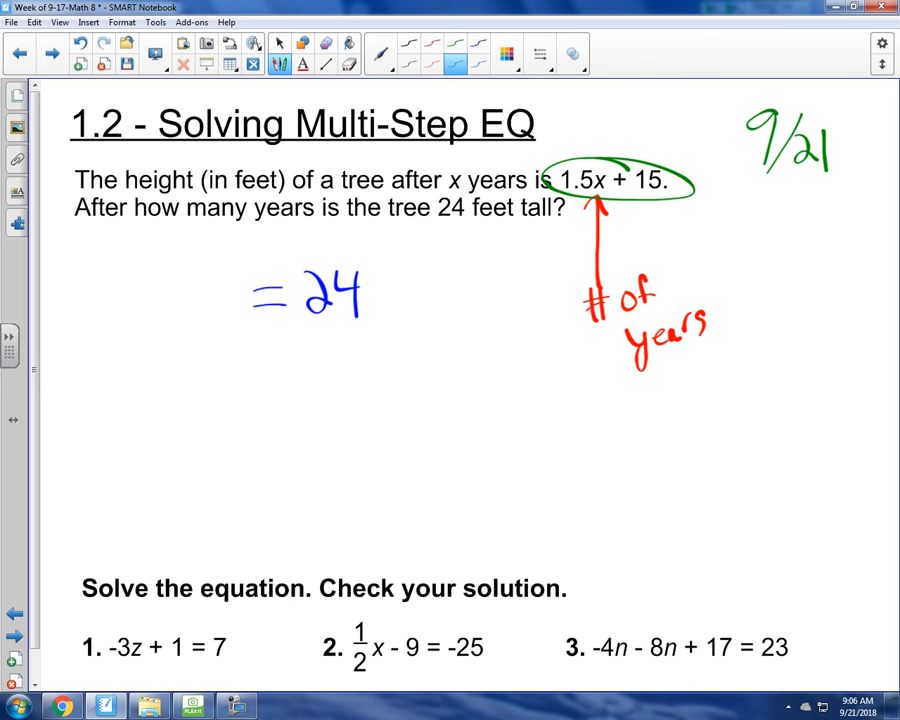 Week of 9-17-Math 8 * - SMART Notebook
File Edit View Insert Format Tools Add-ons Help
1.2 - Solving Multi-Step EQ
9/21
The height (in feet) of a tree after x years is 1.5x + 15.
After how many years is the tree 24 feet tall?
= 24
# of
years
Solve the equation. Check your solution.
1. -3z + 1 = 7 2. 1/2 x - 9 = -25 3. -4n - 8n + 17 = 23
9:06 AM
9/21/2018